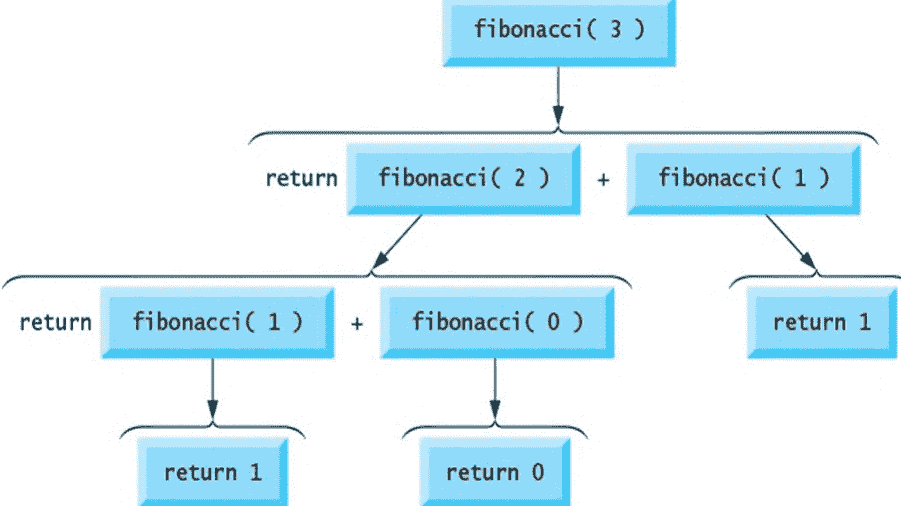 fibonacci( 3 )
return fibonacci( 2 ) + fibonacci( 1 )
return fibonacci( 1 ) + fibonacci( 0 ) return 1
return 1 return 0